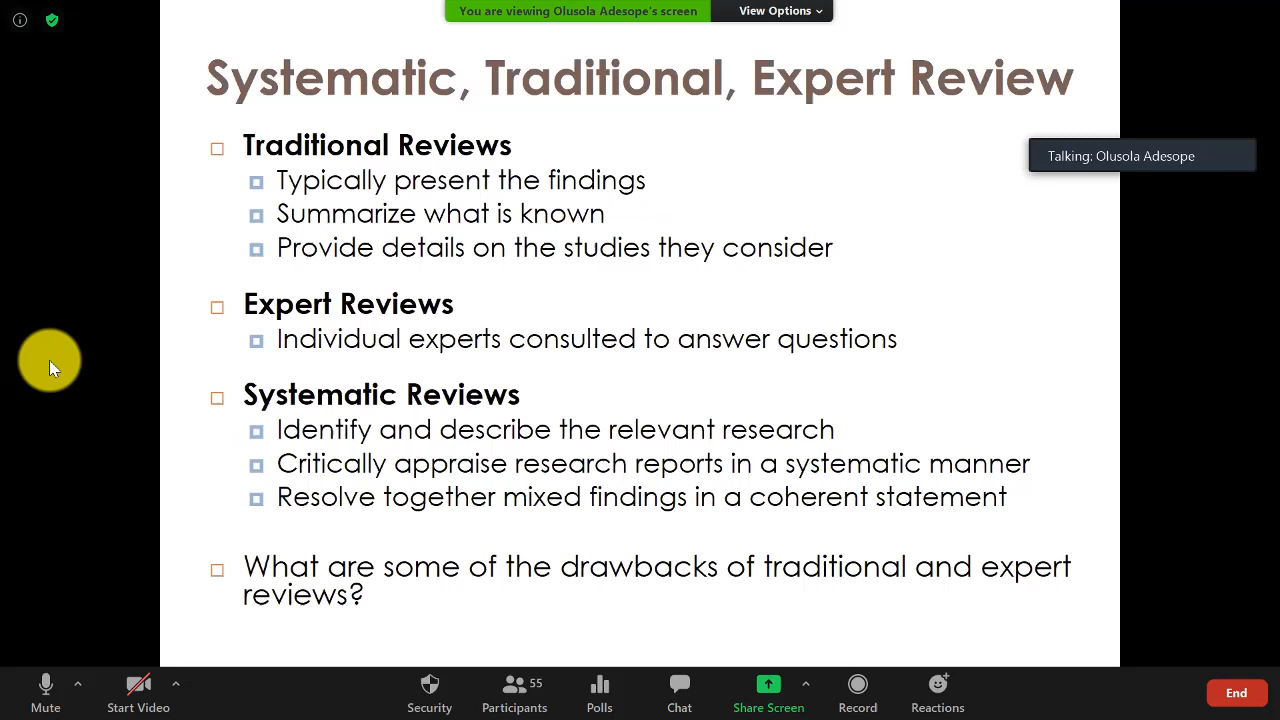 You are viewing Olusola Adesope's screen
View Options
Systematic, Traditional, Expert Review
Traditional Reviews
Talking: Olusola Adesope
Typically present the findings
Summarize what is known
Provide details on the studies they consider
Expert Reviews
Individual experts consulted to answer questions
Systematic Reviews
Identify and describe the relevant research
Critically appraise research reports in a systematic manner
Resolve together mixed findings in a coherent statement
What are some of the drawbacks of traditional and expert
reviews?
55
Mute
Start Video
Security
Participants
Polls
Chat
Share Screen
Record
Reactions
End